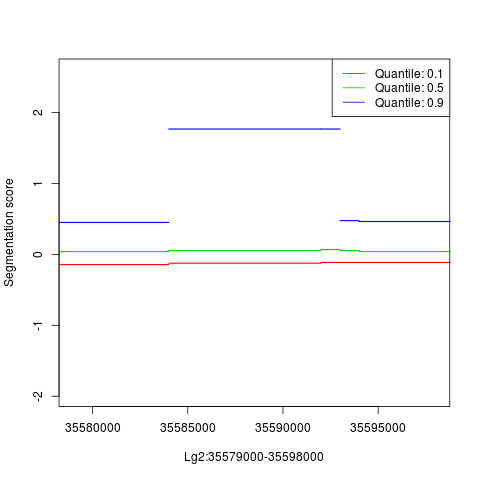 Quantile: 0.1
Quantile: 0.5
Quantile: 0.9
Segmentation score
2
1
0
-1
-2
35580000 35585000 35590000 35595000
Lg2:35579000-35598000